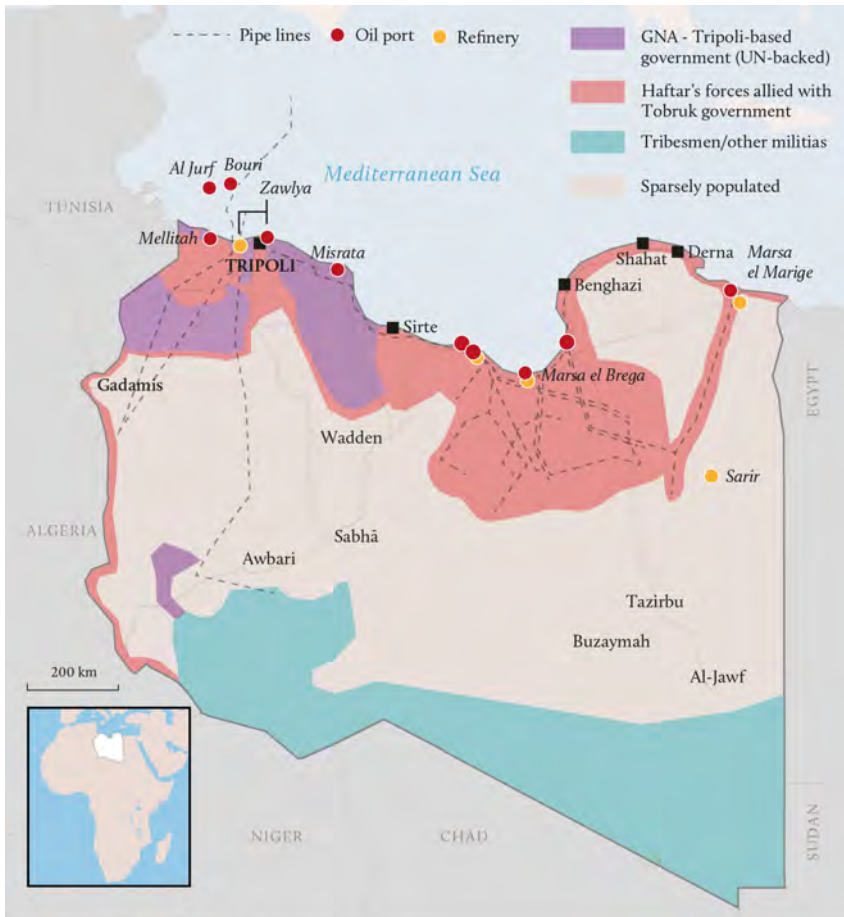 Pipe lines
Oil port
Refinery
GNA - Tripoli-based
government (UN-backed)
Haftar's forces allied with
Tobruk government
Tribesmen/other militias
Sparsely populated
Mediterranean Sea
Al Jurf
Bouri
Zawlya
TUNISIA
Mellitah
TRIPOLI
Misrata
Shahat
Derna
Marsa
el Marige
Benghazi
Sirte
Gadamis
Marsa el Brega
EGYPT
Wadden
Sarir
ALGERIA
Sabhā
Awbari
Tazirbu
Buzaymah
Al-Jawf
200 km
NIGER
CHÀD
SUDAN